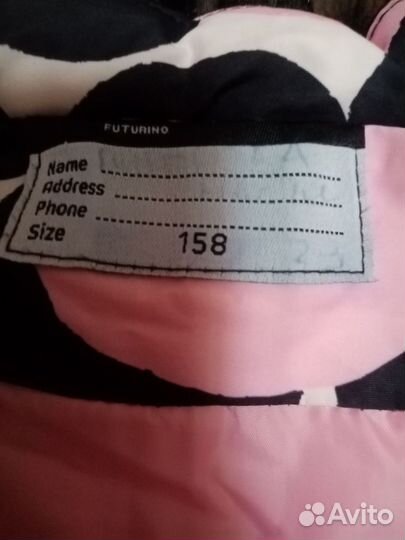 FUTURINO
Name
Address
Phone
Size 158
Avito